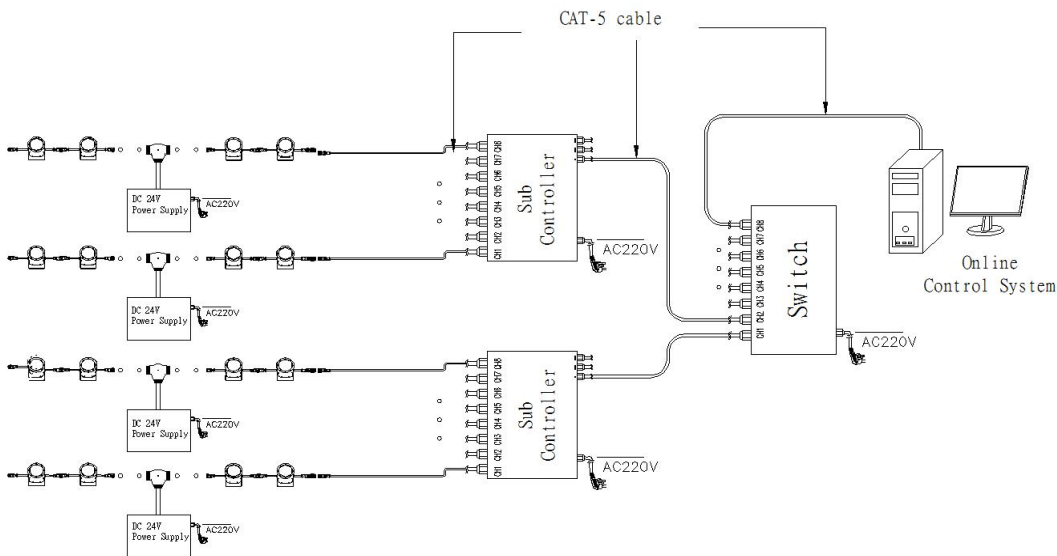 CAT-5 cable
DC 24V
Power Supply
AC220V
DC 24V
Power Supply
AC220V
CH8
CH7
CH6
CH5
CH4
CH3
CH2
CH1
Sub
Controller
AC220V
CH8
CH7
CH6
CH5
CH4
CH3
CH2
CH1
Switch
AC220V
Online
Control System
DC 24V
Power Supply
AC220V
DC 24V
Power Supply
AC220V
CH8
CH7
CH6
CH5
CH4
CH3
CH2
CH1
Sub
Controller
AC220V